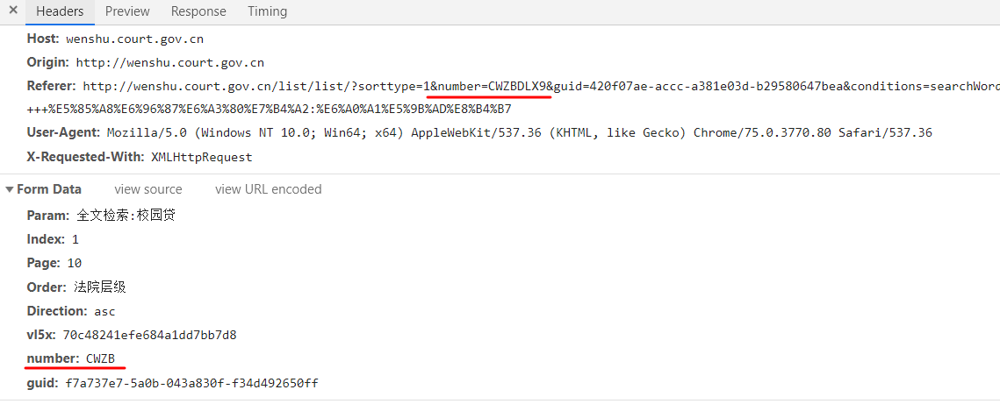 × Headers Preview Response Timing
Host: wenshu.court.gov.cn
Origin: http://wenshu.court.gov.cn
Referer: http://wenshu.court.gov.cn/list/list/?sorttype=1&number=CWZBDLX9&guid=420f07ae-accc-a381e03d-b29580647bea&conditions=searchWord
+++%E5%85%A8%E6%96%87%E6%A3%80%E7%B4%A2:%E6%A0%A1%E5%9B%AD%E8%B4%B7
User-Agent: Mozilla/5.0 (Windows NT 10.0; Win64; x64) AppleWebKit/537.36 (KHTML, like Gecko) Chrome/75.0.3770.80 Safari/537.36
X-Requested-With: XMLHttpRequest
▼Form Data view source view URL encoded
Param: 全文检索:校园贷
Index: 1
Page: 10
Order: 法院层级
Direction: asc
vl5x: 70c48241efe684a1dd7bb7d8
number: CWZB
guid: f7a737e7-5a0b-043a830f-f34d492650ff